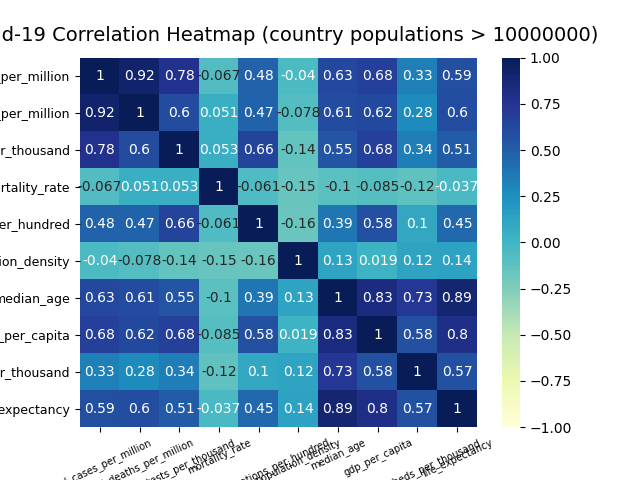 d-19 Correlation Heatmap (country populations > 10000000)
per_million 1 0.92 0.78 -0.067 0.48 -0.04 0.63 0.68 0.33 0.59
per_million 0.92 1 0.6 0.051 0.47 -0.078 0.61 0.62 0.28 0.6
er_thousand 0.78 0.6 1 0.053 0.66 -0.14 0.55 0.68 0.34 0.51
rtality_rate -0.067 0.051 0.053 1 -0.061 -0.15 -0.1 -0.085 -0.12 -0.037
er_hundred 0.48 0.47 0.66 -0.061 1 -0.16 0.39 0.58 0.1 0.45
ion_density -0.04 -0.078 -0.14 -0.15 -0.16 1 0.13 0.019 0.12 0.14
median_age 0.63 0.61 0.55 -0.1 0.39 0.13 1 0.83 0.73 0.89
_per_capita 0.68 0.62 0.68 -0.085 0.58 0.019 0.83 1 0.58 0.8
er_thousand 0.33 0.28 0.34 -0.12 0.1 0.12 0.73 0.58 1 0.57
expectancy 0.59 0.6 0.51 -0.037 0.45 0.14 0.89 0.8 0.57 1
1.00
0.75
0.50
0.25
0.00
−0.25
−0.50
−0.75
−1.00
_cases_per_million
deaths_per_million
ests_per_thousand
mortality_rate
ations_per_hundred
population_density
median_age
gdp_per_capita
beds_per_thousand
life_expectancy